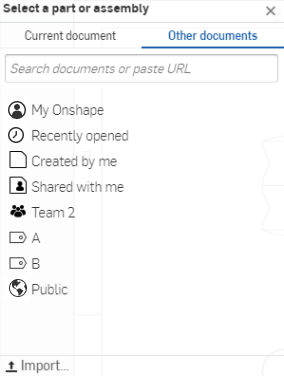 Select a part or assembly
Current document
Other documents
Search documents or paste URL
My Onshape
Recently opened
Created by me
Shared with me
Team 2
A
B
Public
Import...